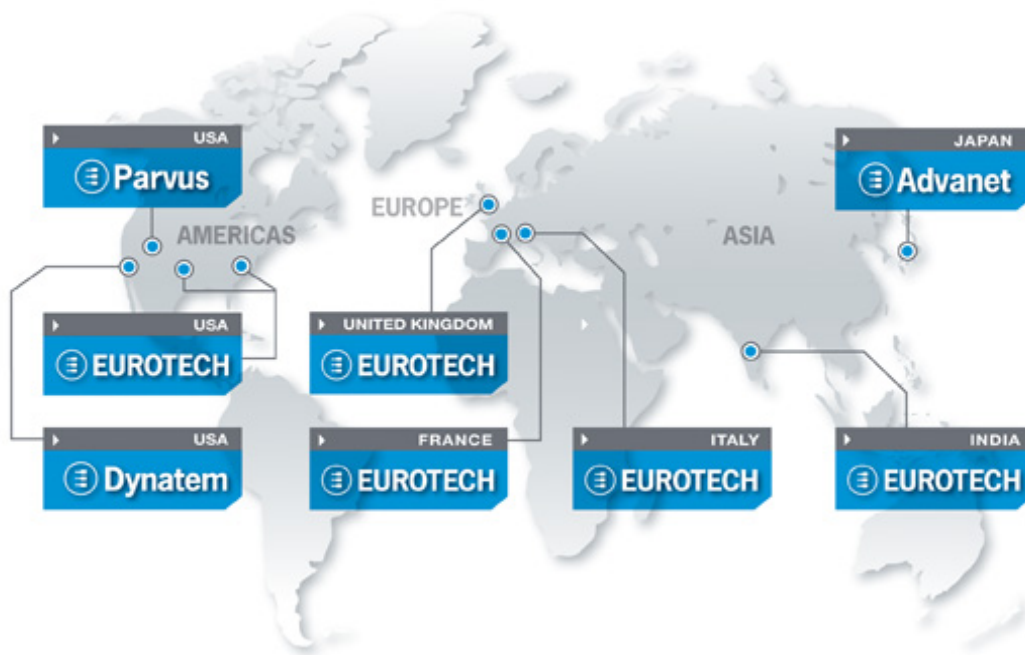 USA
Parvus
JAPAN
Advanet
EUROPE
AMERICAS
ASIA
USA
EUROTECH
UNITED KINGDOM
EUROTECH
USA
Dynatem
FRANCE
EUROTECH
ITALY
EUROTECH
INDIA
EUROTECH